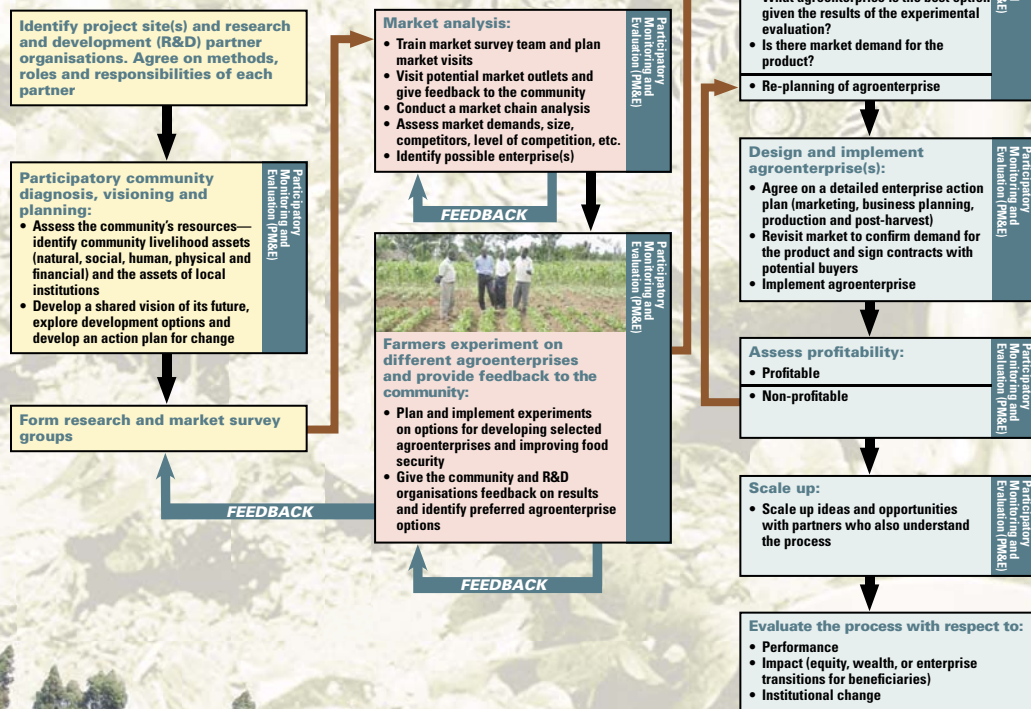 Identify project site(s) and research
and development (R&D) partner
organisations. Agree on methods,
roles and responsibilities of each
partner
Participatory community
diagnosis, visioning and
planning:
• Assess the community's resources—
identify community livelihood assets
(natural, social, human, physical and
financial) and the assets of local
institutions
• Develop a shared vision of its future,
explore development options and
develop an action plan for change
Participatory
Monitoring and
Evaluation (PM&E)
Form research and market survey
groups
FEEDBACK
Market analysis:
• Train market survey team and plan
market visits
• Visit potential market outlets and
give feedback to the community
• Conduct a market chain analysis
• Assess market demands, size,
competitors, level of competition, etc.
• Identify possible enterprise(s)
Participatory
Monitoring and
Evaluation (PM&E)
FEEDBACK
Farmers experiment on
different agroenterprises
and provide feedback to the
community:
• Plan and implement experiments
on options for developing selected
agroenterprises and improving food
security
• Give the community and R&D
organisations feedback on results
and identify preferred agroenterprise
options
Participatory
Monitoring and
Evaluation (PM&E)
FEEDBACK
What agroenterprise is the best option
given the results of the experimental
evaluation?
• Is there market demand for the
product?
• Re-planning of agroenterprise
Design and implement
agroenterprise(s):
• Agree on a detailed enterprise action
plan (marketing, business planning,
production and post-harvest)
• Revisit market to confirm demand for
the product and sign contracts with
potential buyers
• Implement agroenterprise
Participatory
Monitoring and
Evaluation (PM&E)
Assess profitability:
• Profitable
• Non-profitable
Participatory
Monitoring and
Evaluation (PM&E)
Scale up:
• Scale up ideas and opportunities
with partners who also understand
the process
Participatory
Monitoring and
Evaluation (PM&E)
Evaluate the process with respect to:
• Performance
• Impact (equity, wealth, or enterprise
transitions for beneficiaries)
• Institutional change